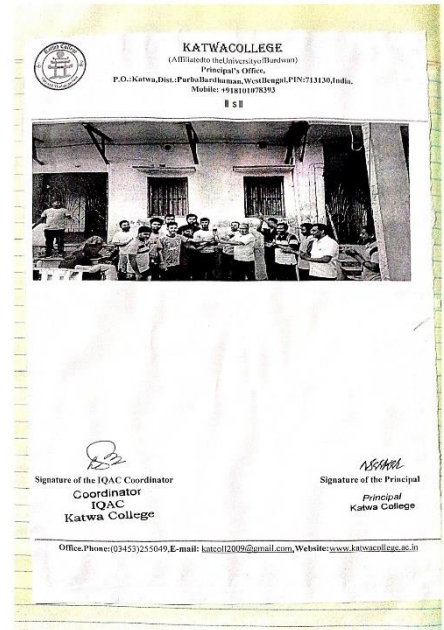 Katwa College
KATWACOLLEGE
(Affiliatedto theUniversityofBurdwan)
Principal's Office,
P.O.:Katwa,Dist.:PurbaBardhaman,WestBengal,PIN:713130,India.
Mobile: +918101078393
Signature of the IQAC Coordinator
Coordinator
IQAC
Katwa College
Signature of the Principal
Principal
Katwa College
Office.Phone:(03453)255049,E-mail: katcoll2009@gmail.com, Website:www.katwacollege.ac.in